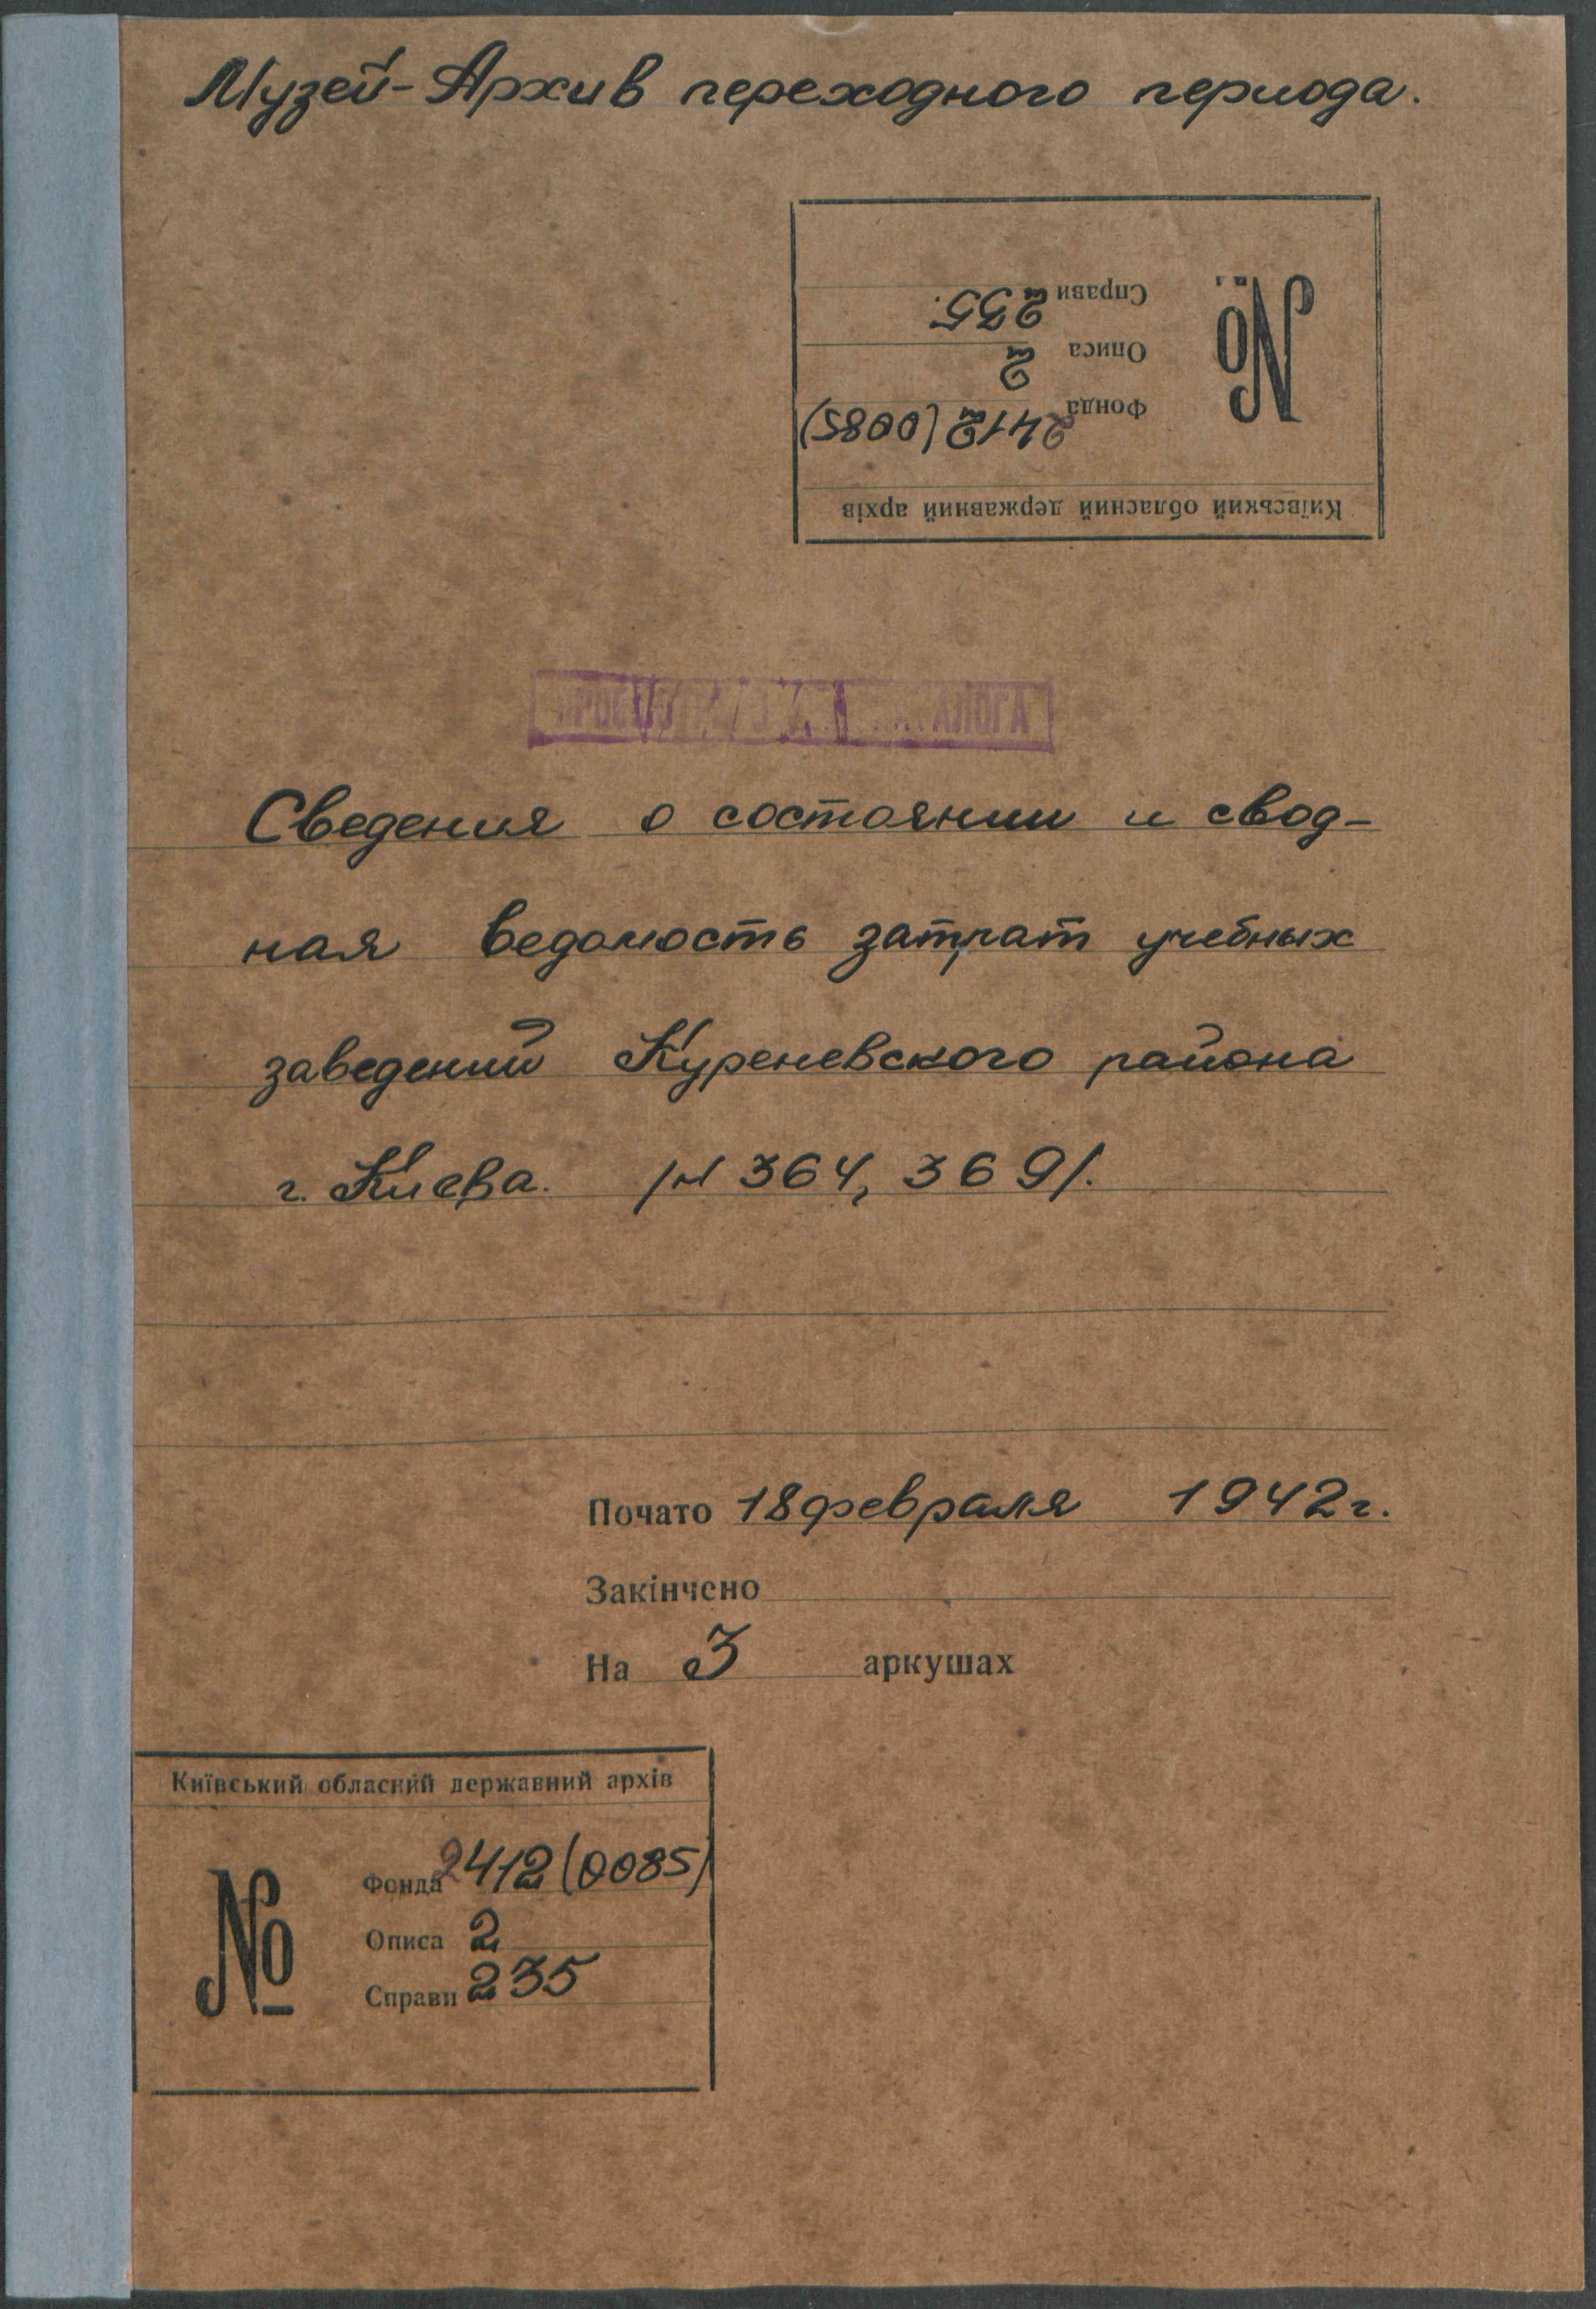 Музей-Архив переходного периода.
Київський обласний державний архів
№
Фонда 2412 (0085)
Описа 2
Справи 235.
Сведения о состоянии и свод-
ная ведомость затрат учебных
заведений Куреневского района
г. Киева. /№ 364, 369/.
Почато 18 февраля 1942 г.
Закінчено
На 3 аркушах
Київський обласний державний архів
№
Фонда 2412 (0085)
Описа 2
Справи 235